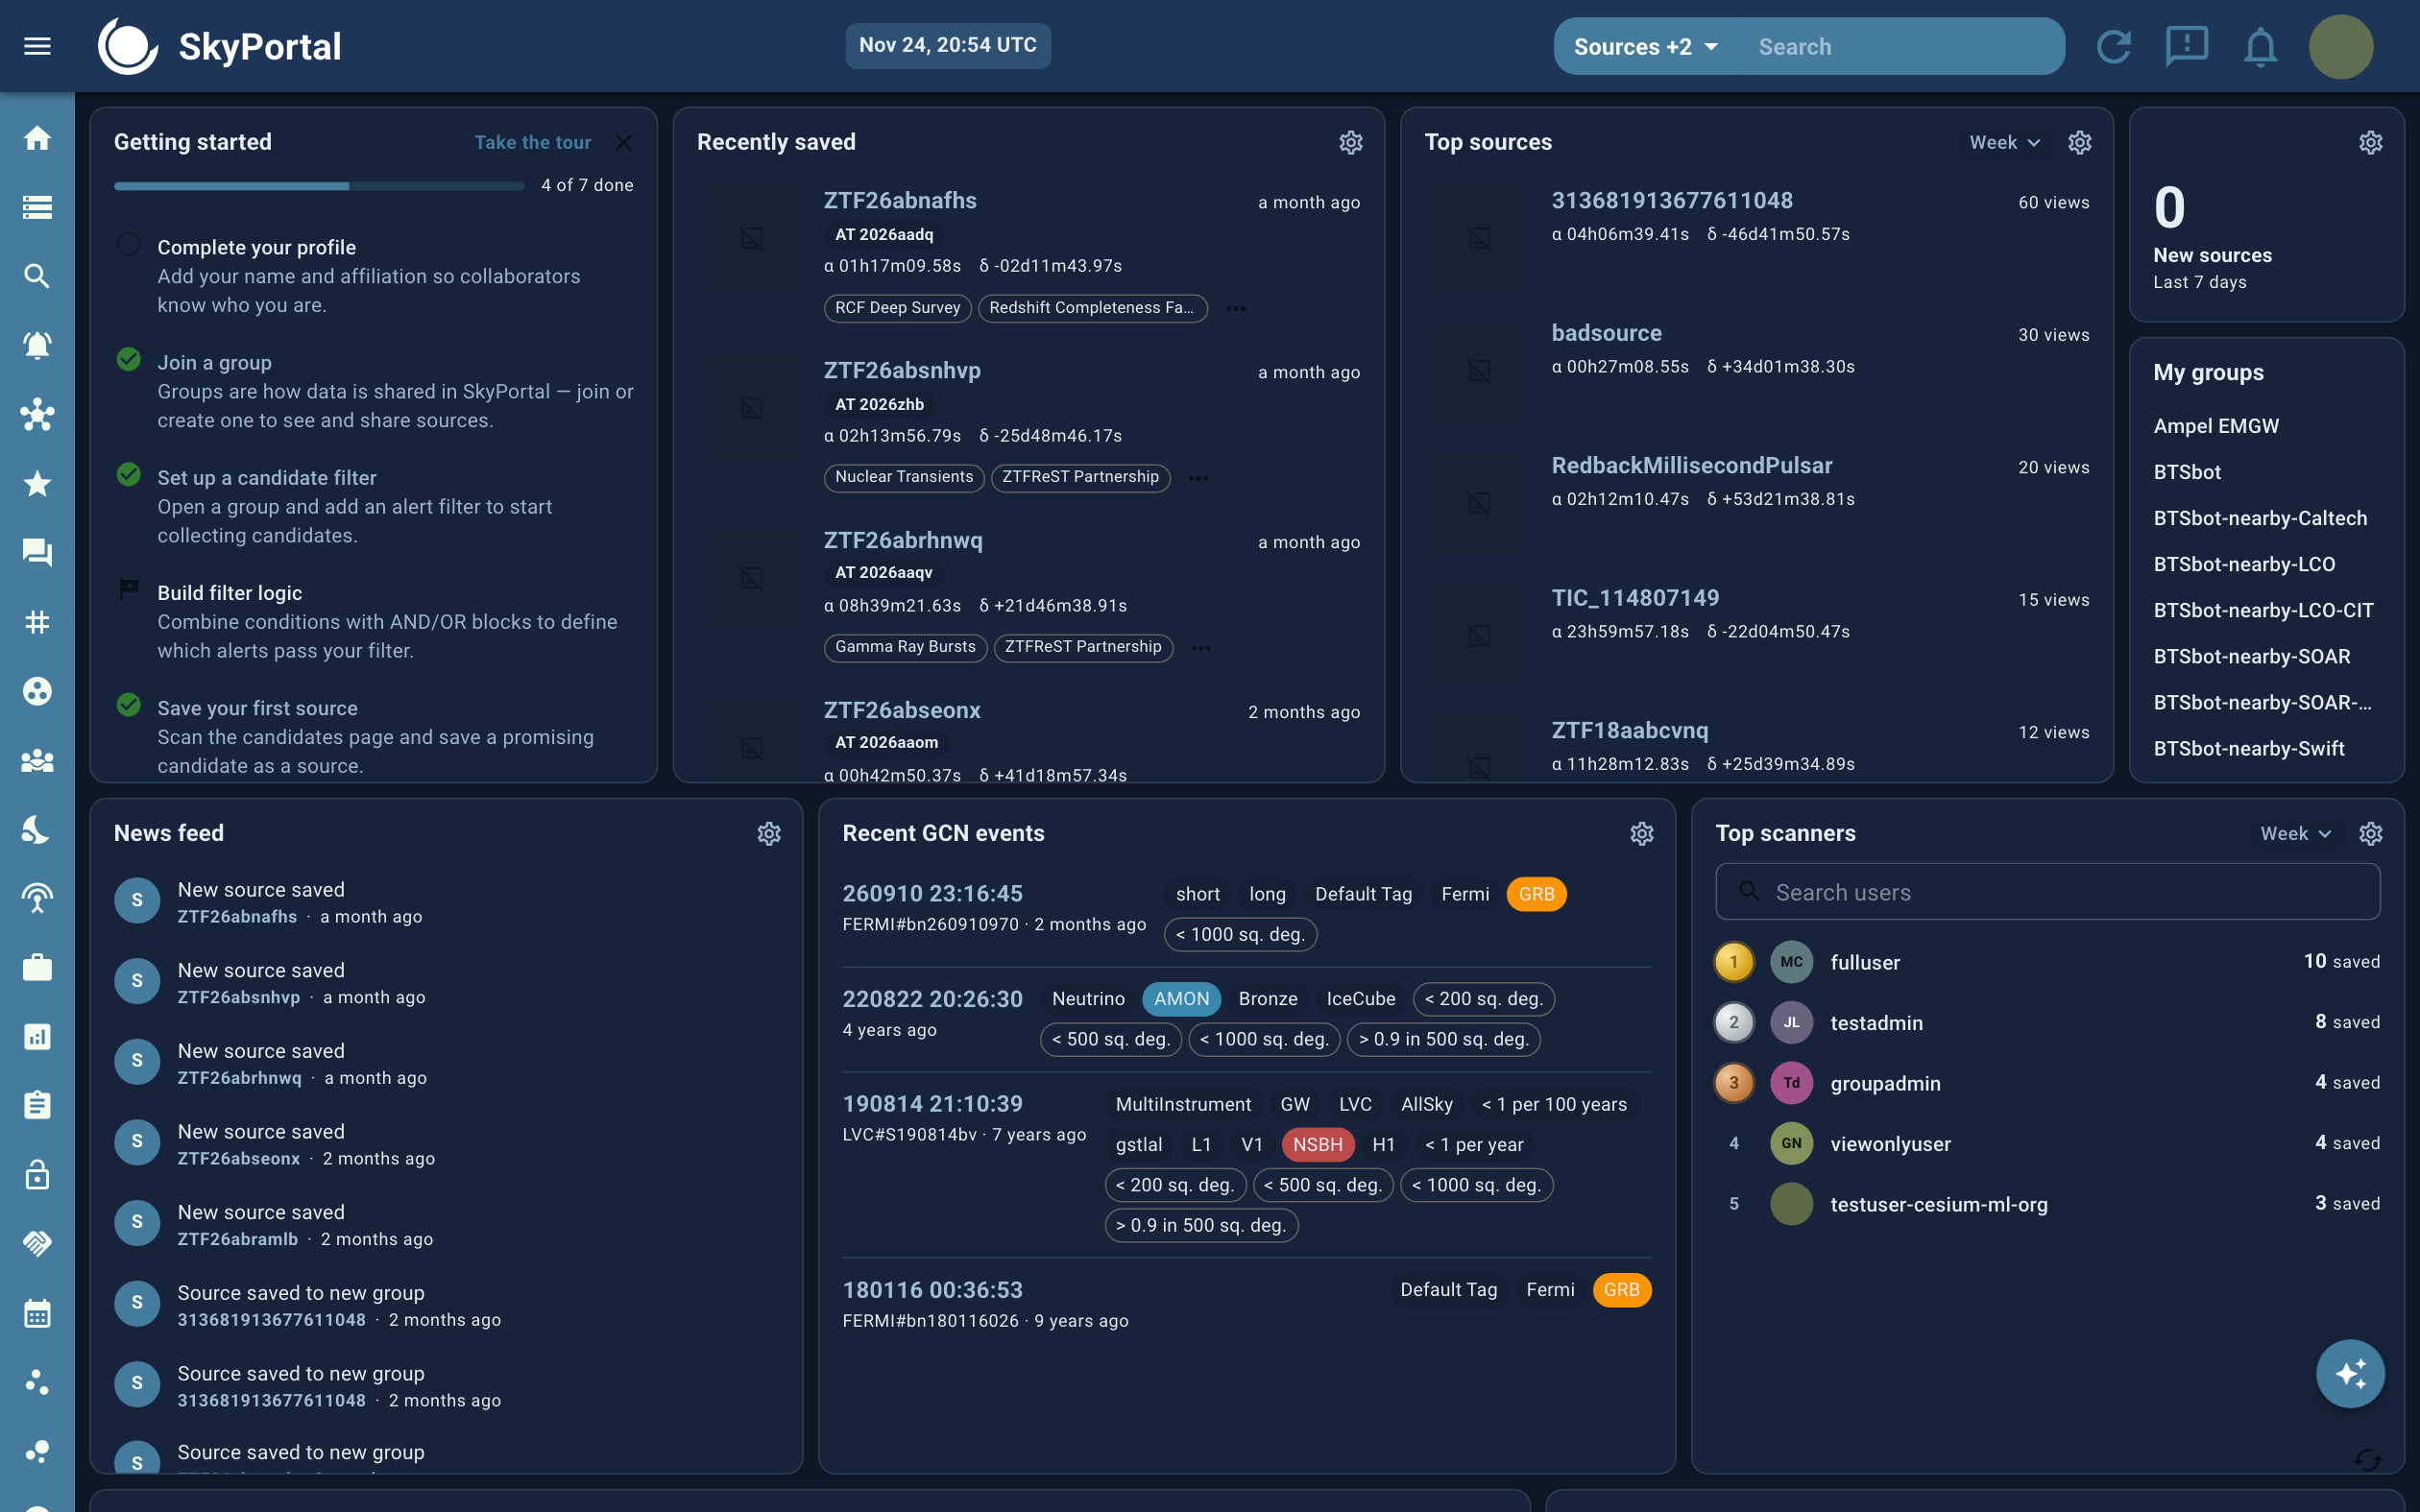 SkyPortal
Nov 24, 20:54 UTC
Sources +2
Search
Getting started
Take the tour
4 of 7 done
Complete your profile
Add your name and affiliation so collaborators
know who you are.
Join a group
Groups are how data is shared in SkyPortal — join or
create one to see and share sources.
Set up a candidate filter
Open a group and add an alert filter to start
collecting candidates.
Build filter logic
Combine conditions with AND/OR blocks to define
which alerts pass your filter.
Save your first source
Scan the candidates page and save a promising
candidate as a source.
Recently saved
ZTF26abnafhs
a month ago
AT 2026aadq
α 01h17m09.58s δ -02d11m43.97s
RCF Deep Survey
Redshift Completeness Fa...
ZTF26absnhvp
a month ago
AT 2026zhb
α 02h13m56.79s δ -25d48m46.17s
Nuclear Transients
ZTFReST Partnership
ZTF26abrhnwq
a month ago
AT 2026aaqv
α 08h39m21.63s δ +21d46m38.91s
Gamma Ray Bursts
ZTFReST Partnership
ZTF26abseonx
2 months ago
AT 2026aaom
α 00h42m50.37s δ +41d18m57.34s
Top sources
Week
313681913677611048
60 views
α 04h06m39.41s δ -46d41m50.57s
badsource
30 views
α 00h27m08.55s δ +34d01m38.30s
RedbackMillisecondPulsar
20 views
α 02h12m10.47s δ +53d21m38.81s
TIC_114807149
15 views
α 23h59m57.18s δ -22d04m50.47s
ZTF18aabcvnq
12 views
α 11h28m12.83s δ +25d39m34.89s
0
New sources
Last 7 days
My groups
Ampel EMGW
BTSbot
BTSbot-nearby-Caltech
BTSbot-nearby-LCO
BTSbot-nearby-LCO-CIT
BTSbot-nearby-SOAR
BTSbot-nearby-SOAR-...
BTSbot-nearby-Swift
News feed
S
New source saved
ZTF26abnafhs · a month ago
S
New source saved
ZTF26absnhvp · a month ago
S
New source saved
ZTF26abrhnwq · a month ago
S
New source saved
ZTF26abseonx · 2 months ago
S
New source saved
ZTF26abramlb · 2 months ago
S
Source saved to new group
313681913677611048 · 2 months ago
S
Source saved to new group
313681913677611048 · 2 months ago
S
Source saved to new group
Recent GCN events
260910 23:16:45
FERMI#bn260910970 · 2 months ago
short long Default Tag Fermi GRB
< 1000 sq. deg.
220822 20:26:30
4 years ago
Neutrino AMON Bronze IceCube < 200 sq. deg.
< 500 sq. deg. < 1000 sq. deg. > 0.9 in 500 sq. deg.
190814 21:10:39
LVC#S190814bv · 7 years ago
MultiInstrument GW LVC AllSky < 1 per 100 years
gstlal L1 V1 NSBH H1 < 1 per year
< 200 sq. deg. < 500 sq. deg. < 1000 sq. deg.
> 0.9 in 500 sq. deg.
180116 00:36:53
FERMI#bn180116026 · 9 years ago
Default Tag Fermi GRB
Top scanners
Week
Search users
1 MC fulluser 10 saved
2 JL testadmin 8 saved
3 Td groupadmin 4 saved
4 GN viewonlyuser 4 saved
5 testuser-cesium-ml-org 3 saved